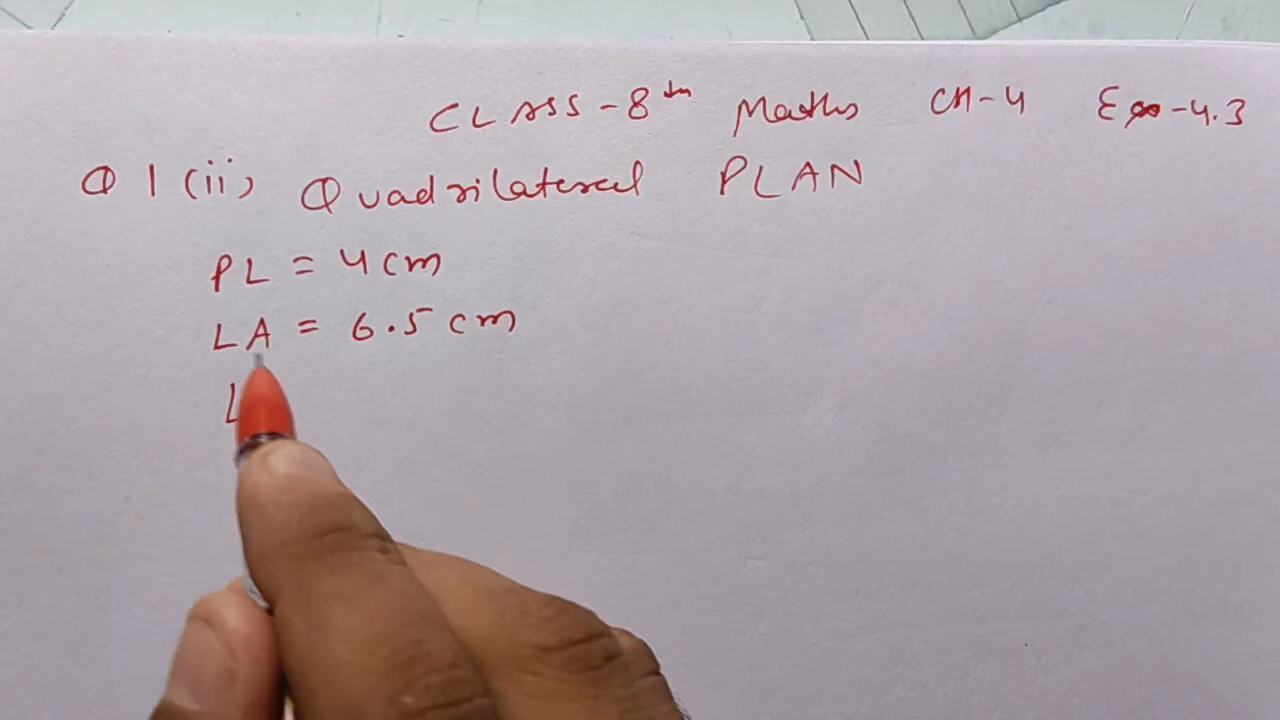 CLASS-8th Maths CH-4 Ex-4.3
Q 1 (ii) Quadrilateral PLAN
PL = 4 cm
LA = 6.5 cm